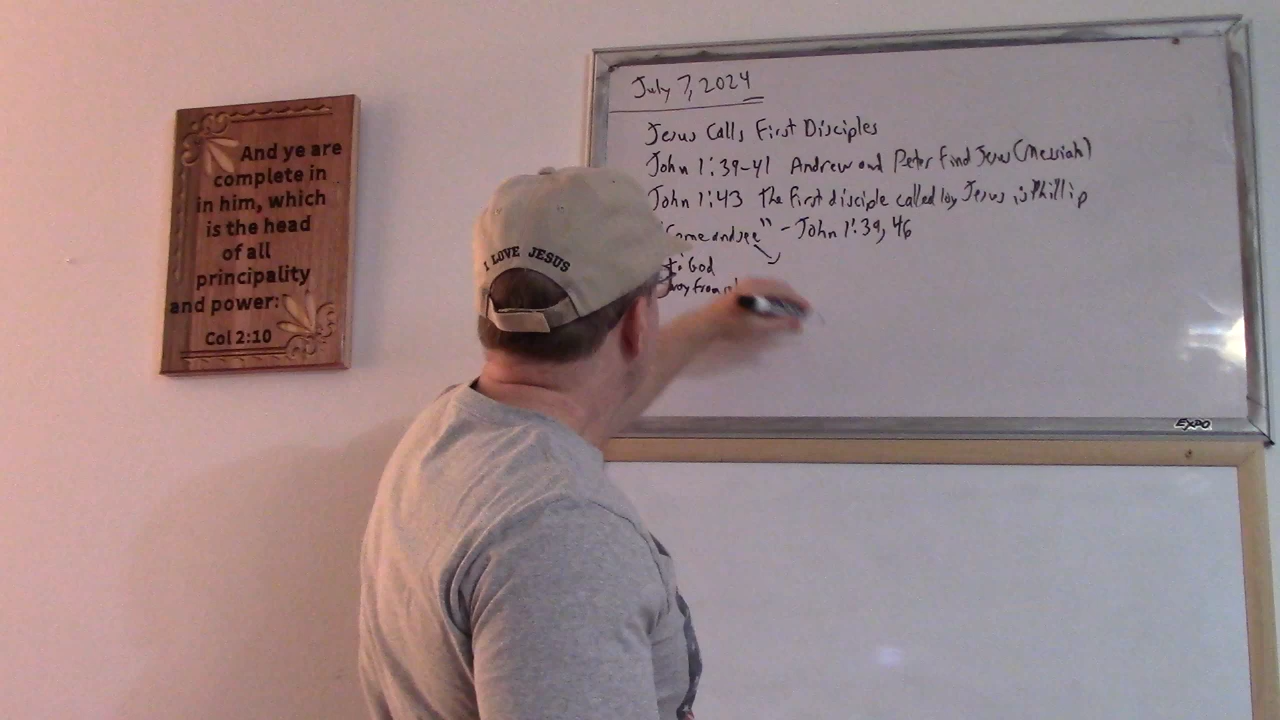 And ye are
complete in
in him, which
is the head
of all
principality
and power:
Col 2:10
I LOVE JESUS
July 7, 2024
Jesus Calls First Disciples
John 1:39-41 Andrew and Peter find Jesus (Messiah)
John 1:43 the first disciple called by Jesus is Phillip
Come and see" - John 1:39, 46
God
from
EXPO